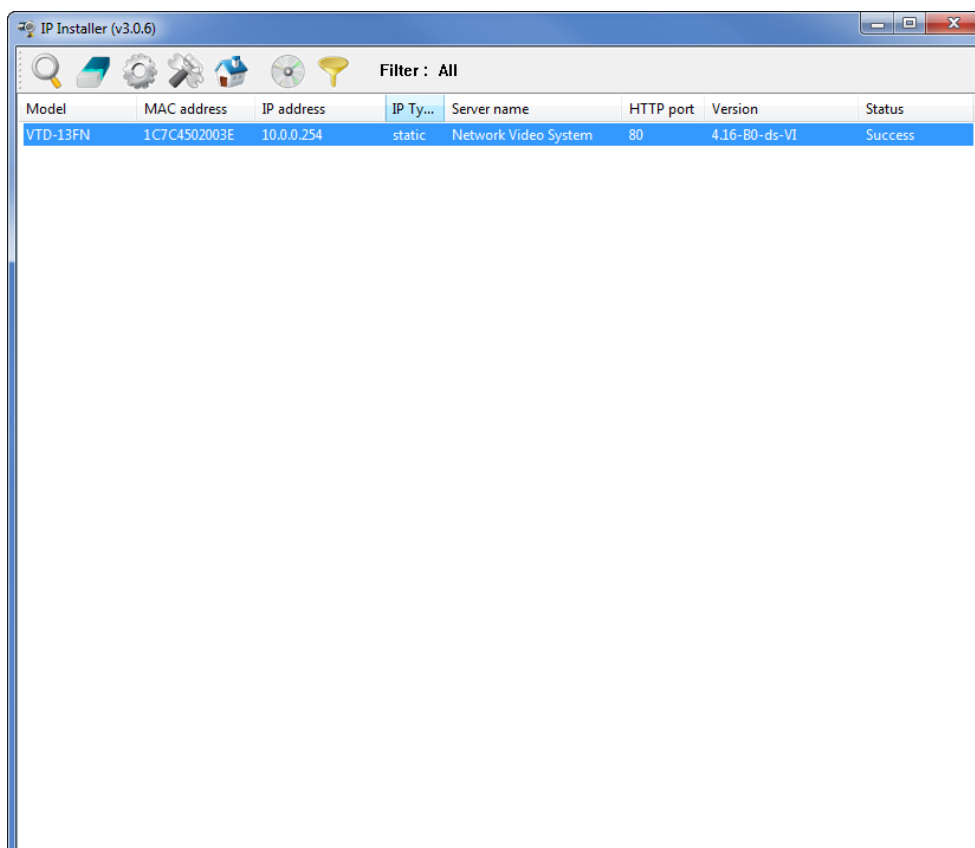 IP Installer (v3.0.6)
Filter : All
Model MAC address IP address IP Ty... Server name HTTP port Version Status
VTD-13FN 1C7C4502003E 10.0.0.254 static Network Video System 80 4.16-B0-ds-VI Success